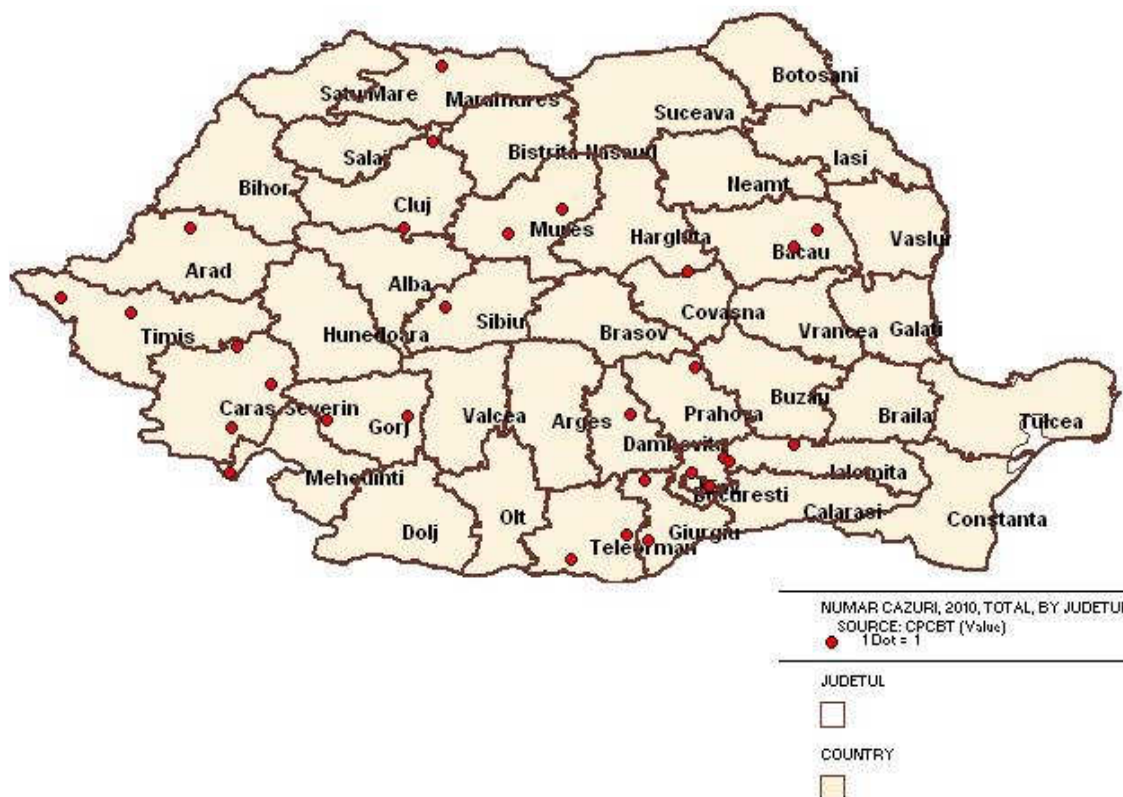 Botosani
Satu Mare
Maramures
Suceava
Iasi
Salaj
Bistrita Nasaud
Neamt
Bihor
Cluj
Mures
Harghita
Bacau
Vaslui
Arad
Alba
Covasna
Timis
Hunedoara
Sibiu
Brasov
Vrancea
Galati
Caras-Severin
Gorj
Valcea
Arges
Prahova
Buzau
Braila
Tulcea
Dambovita
Mehedinti
Ialomita
Bucuresti
Calarasi
Dolj
Olt
Giurgiu
Constanta
Teleorman
NUMAR CAZURI, 2010, TOTAL, BY JUDETUL
SOURCE: CPCBT (Value)
1 Dot = 1
JUDETUL
COUNTRY